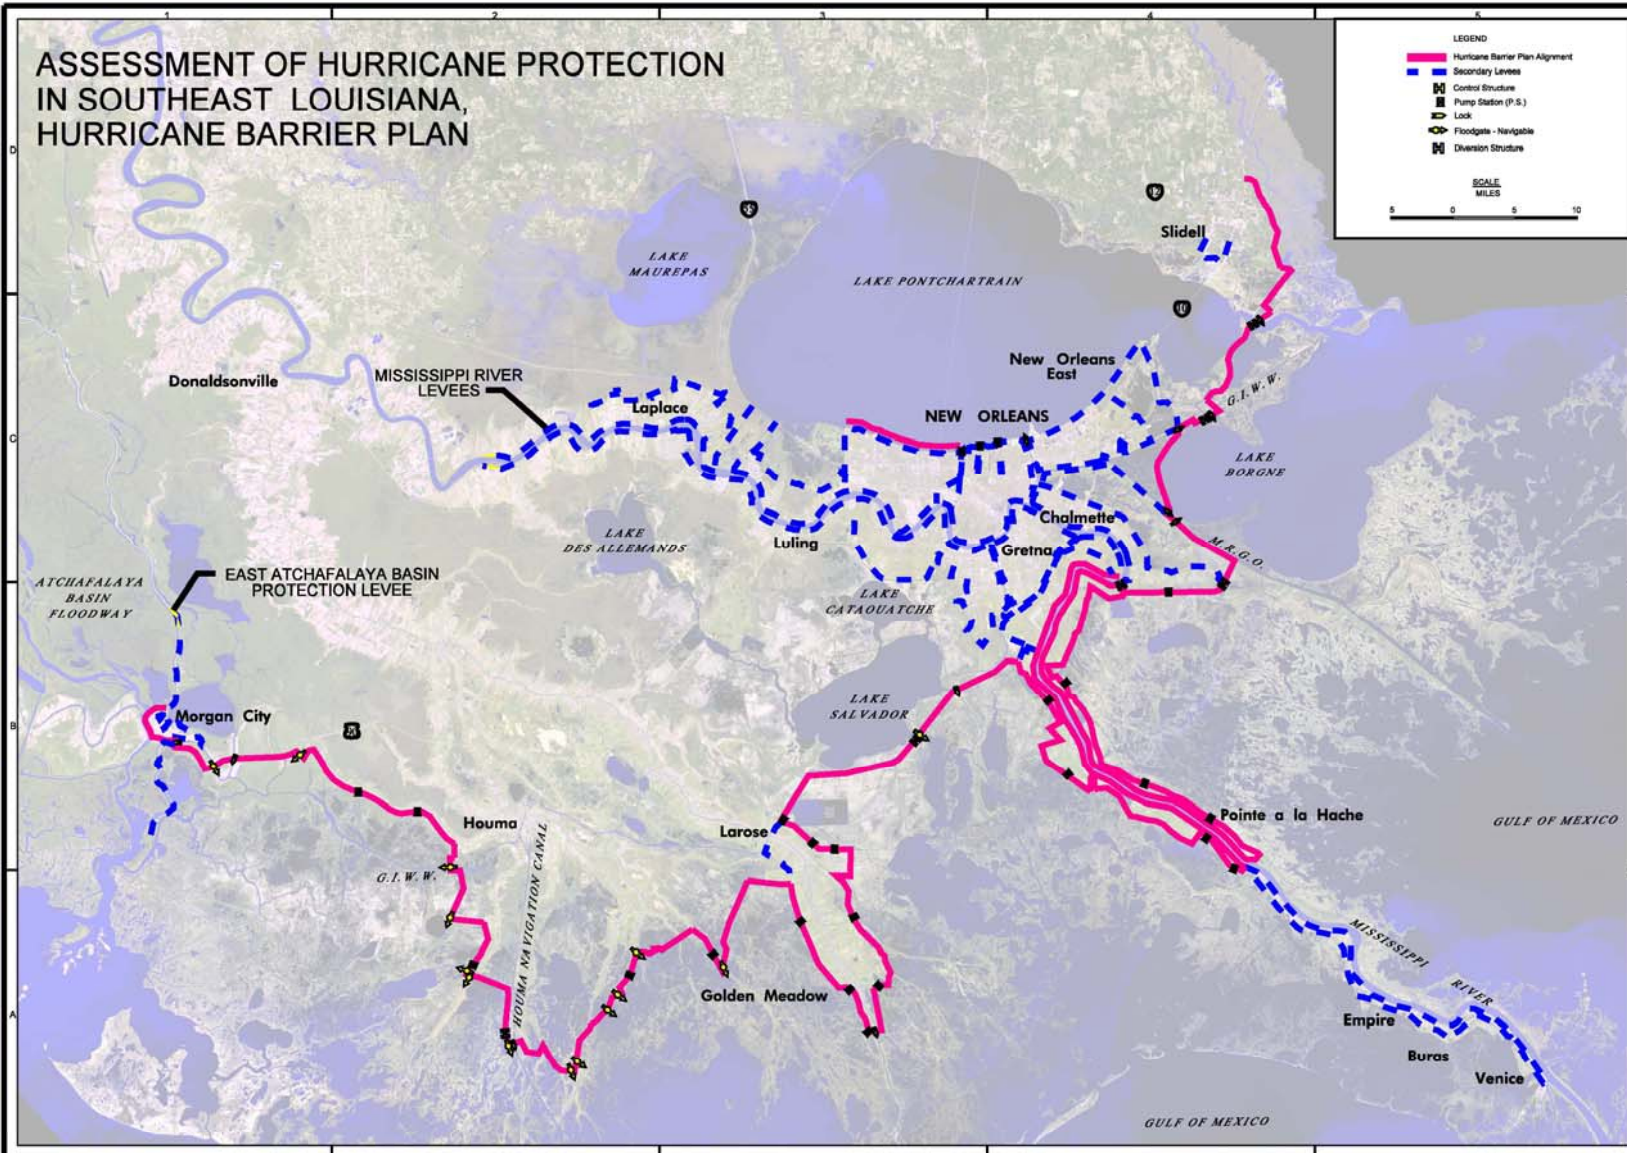 1
2
3
4
5
ASSESSMENT OF HURRICANE PROTECTION
IN SOUTHEAST LOUISIANA,
HURRICANE BARRIER PLAN
LEGEND
Hurricane Barrier Plan Alignment
Secondary Levees
Control Structure
Pump Station (P.S.)
Lock
Floodgate - Navigable
Diversion Structure
SCALE
MILES
5 0 5 10
D
12
55
Slidell
LAKE
MAUREPAS
LAKE PONTCHARTRAIN
10
New Orleans
East
Donaldsonville
MISSISSIPPI RIVER
LEVEES
Laplace
NEW ORLEANS
G.I.W.W.
C
LAKE
BORGNE
Chalmette
LAKE
DES ALLEMANDS
Luling
Gretna
M.R.G.O.
ATCHAFALAYA
BASIN
FLOODWAY
EAST ATCHAFALAYA BASIN
PROTECTION LEVEE
LAKE
CATAOUATCHE
LAKE
SALVADOR
B
Morgan City
Houma
Larose
Pointe a la Hache
GULF OF MEXICO
G.I.W.W.
HOUMA NAVIGATION CANAL
MISSISSIPPI
RIVER
Golden Meadow
A
Empire
Buras
Venice
GULF OF MEXICO